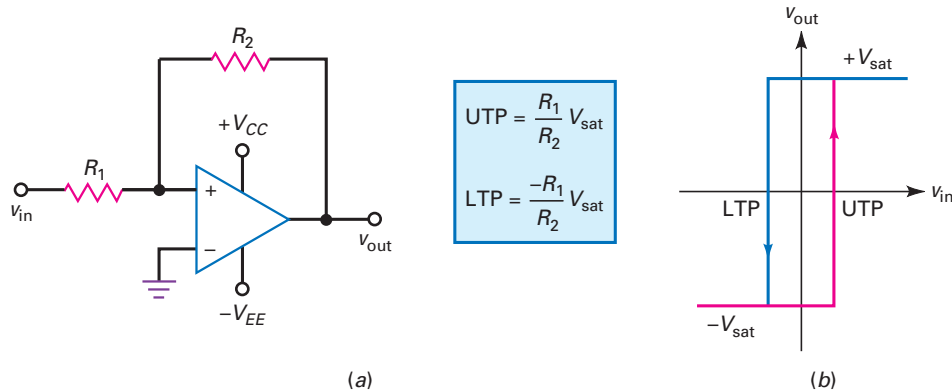 R2
+VCC
R1
+
vin
−
vout
−VEE
(a)
UTP = R1/R2 Vsat
LTP = −R1/R2 Vsat
vout
+Vsat
LTP
UTP
vin
−Vsat
(b)